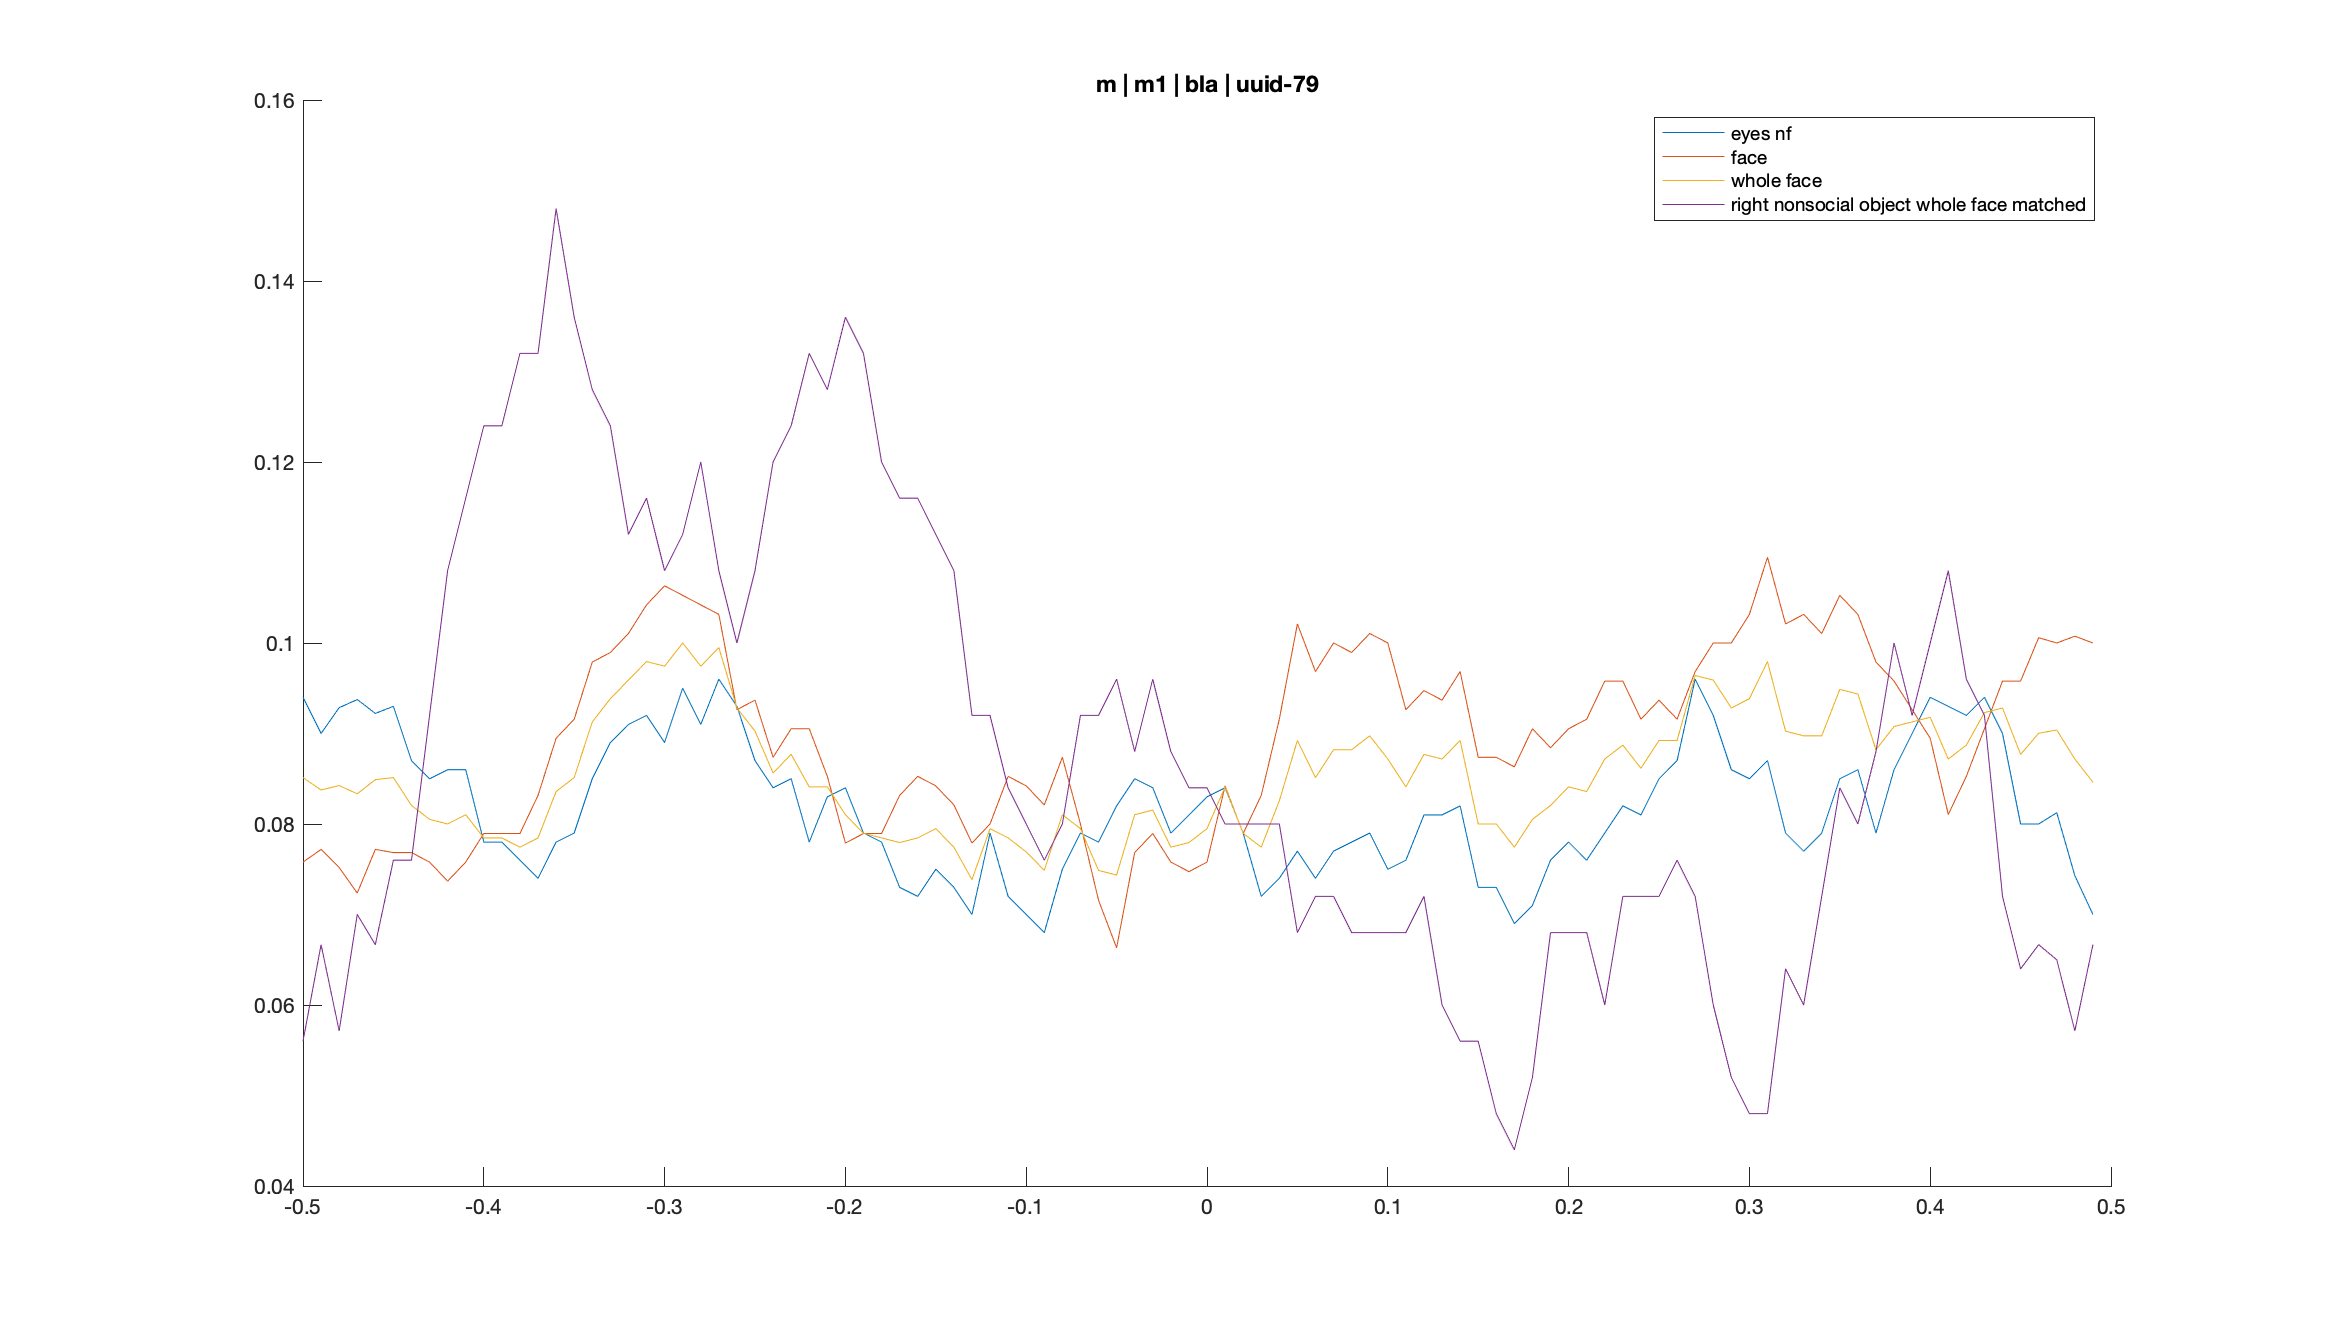 m | m1 | bla | uuid-79
0.16
0.14
0.12
0.1
0.08
0.06
0.04
-0.5 -0.4 -0.3 -0.2 -0.1 0 0.1 0.2 0.3 0.4 0.5
eyes nf
face
whole face
right nonsocial object whole face matched